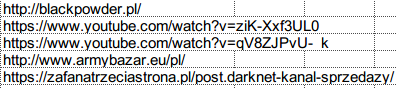 http://blackpowder.pl/
https://www.youtube.com/watch?v=ziK-Xxf3UL0
https://www.youtube.com/watch?v=qV8ZJPvU-_k
http://www.armybazar.eu/pl/
https://zafanatrzeciastrona.pl/post.darknet-kanal-sprzedazy/